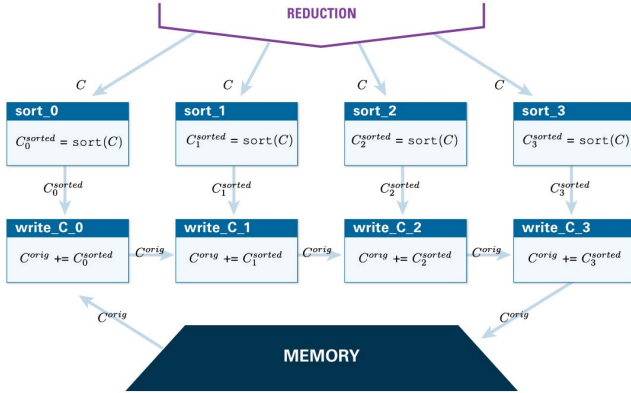 REDUCTION
C C C C
sort_0 sort_1 sort_2 sort_3
C_0^{sorted} = sort(C) C_1^{sorted} = sort(C) C_2^{sorted} = sort(C) C_3^{sorted} = sort(C)
C_0^{sorted} C_1^{sorted} C_2^{sorted} C_3^{sorted}
write_C_0 write_C_1 write_C_2 write_C_3
C^{orig} += C_0^{sorted} C^{orig} C^{orig} += C_1^{sorted} C^{orig} C^{orig} += C_2^{sorted} C^{orig} C^{orig} += C_3^{sorted}
C^{orig} C^{orig}
MEMORY